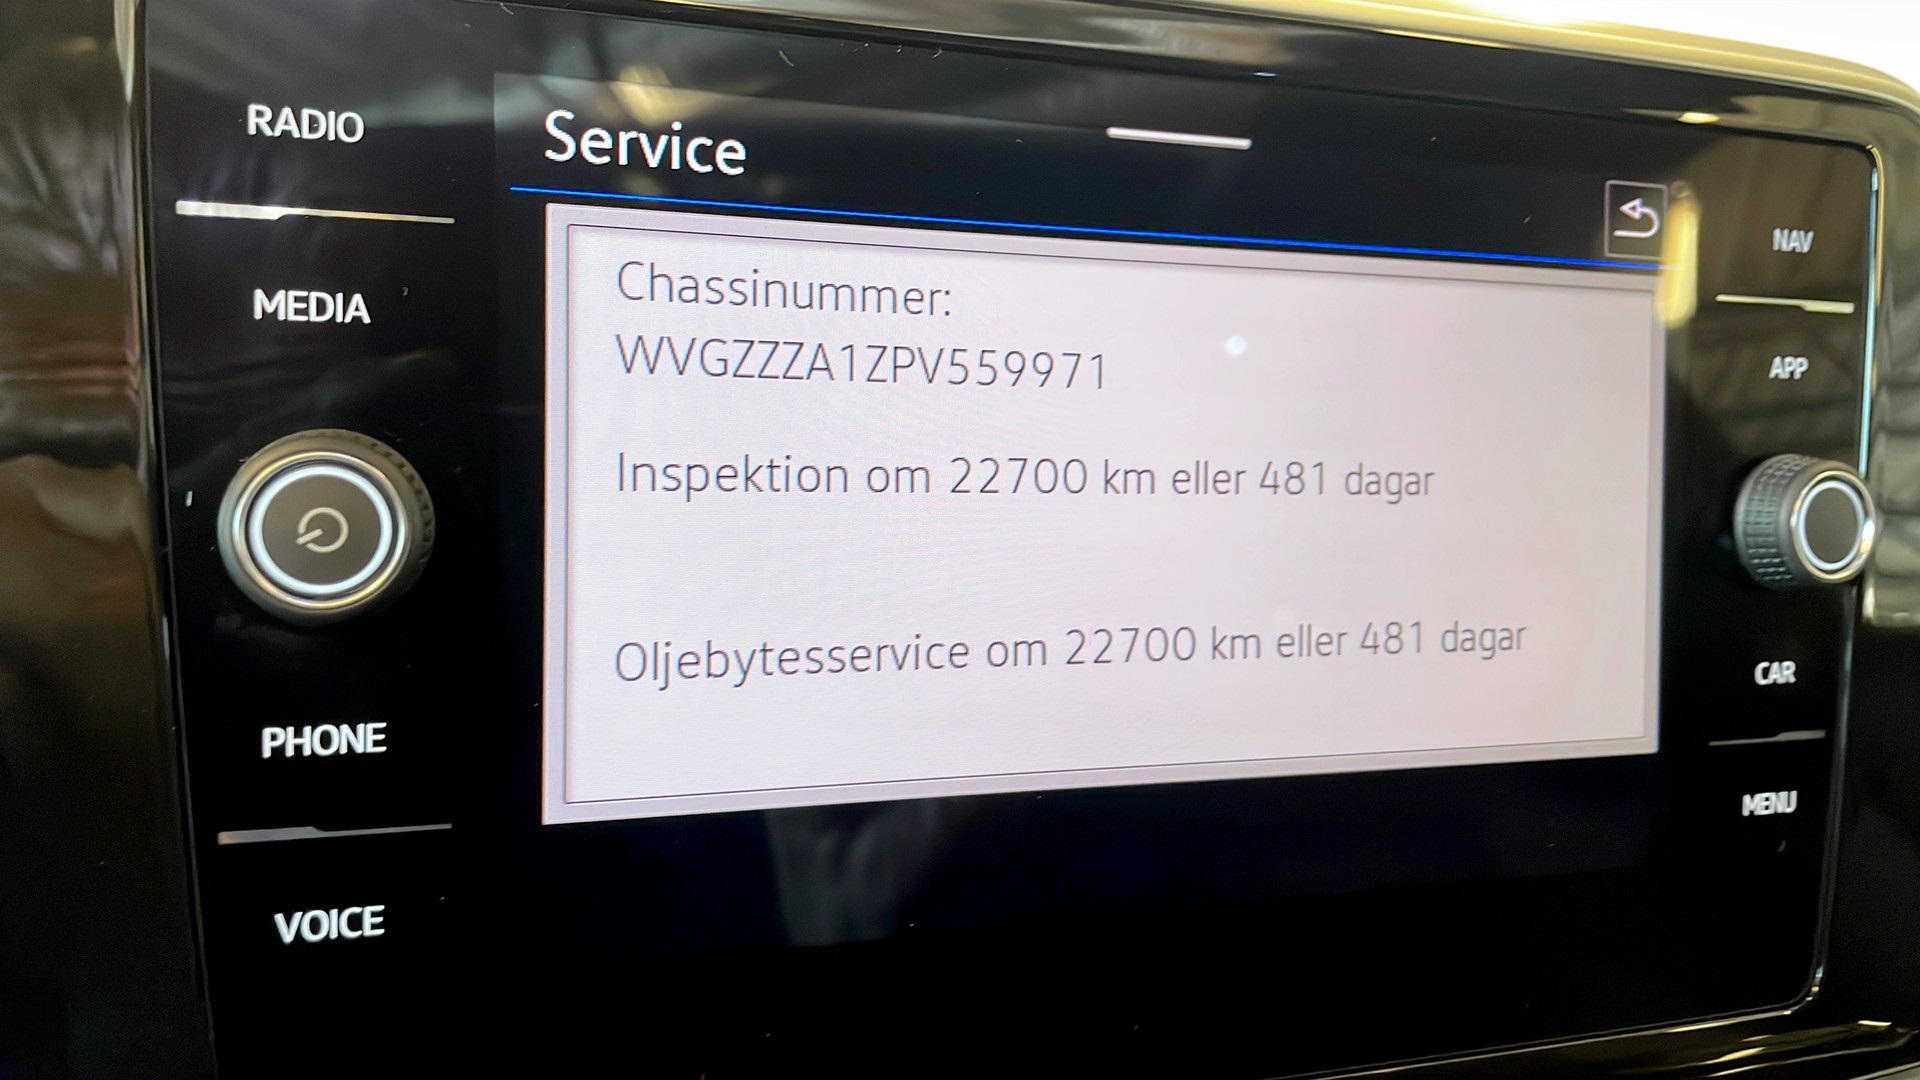 RADIO
MEDIA
PHONE
VOICE
Service
Chassinummer:
WVGZZZA1ZPV559971
Inspektion om 22700 km eller 481 dagar
Oljebytesservice om 22700 km eller 481 dagar
NAV
APP
CAR
MENU